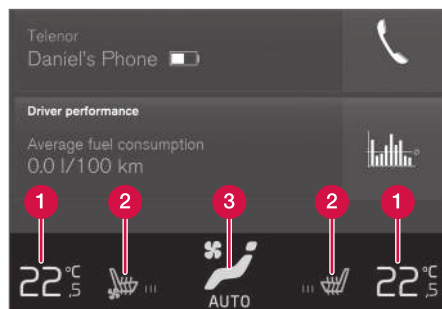 Telenor
Daniel's Phone
Driver performance
Average fuel consumption
0.0 l/100 km
1 2 3 2 1
22,5 °C 22,5 °C
AUTO